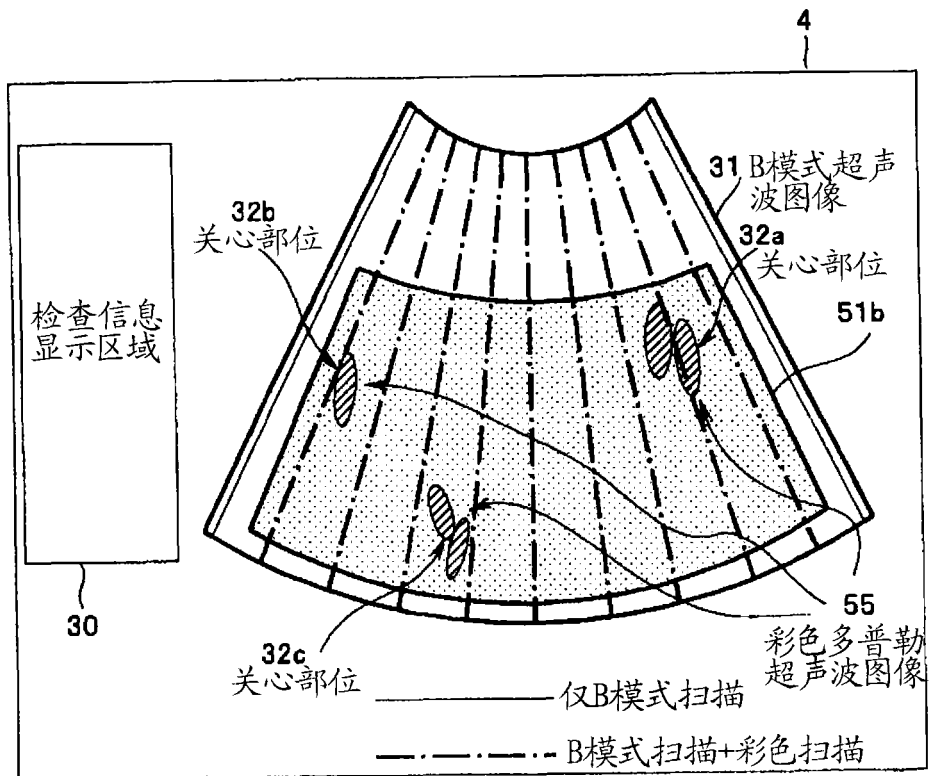 4
31 B模式超声
波图像
32b
关心部位
32a
关心部位
检查信息
显示区域
51b
30
55
彩色多普勒
超声波图像
32c
关心部位
仅B模式扫描
B模式扫描+彩色扫描